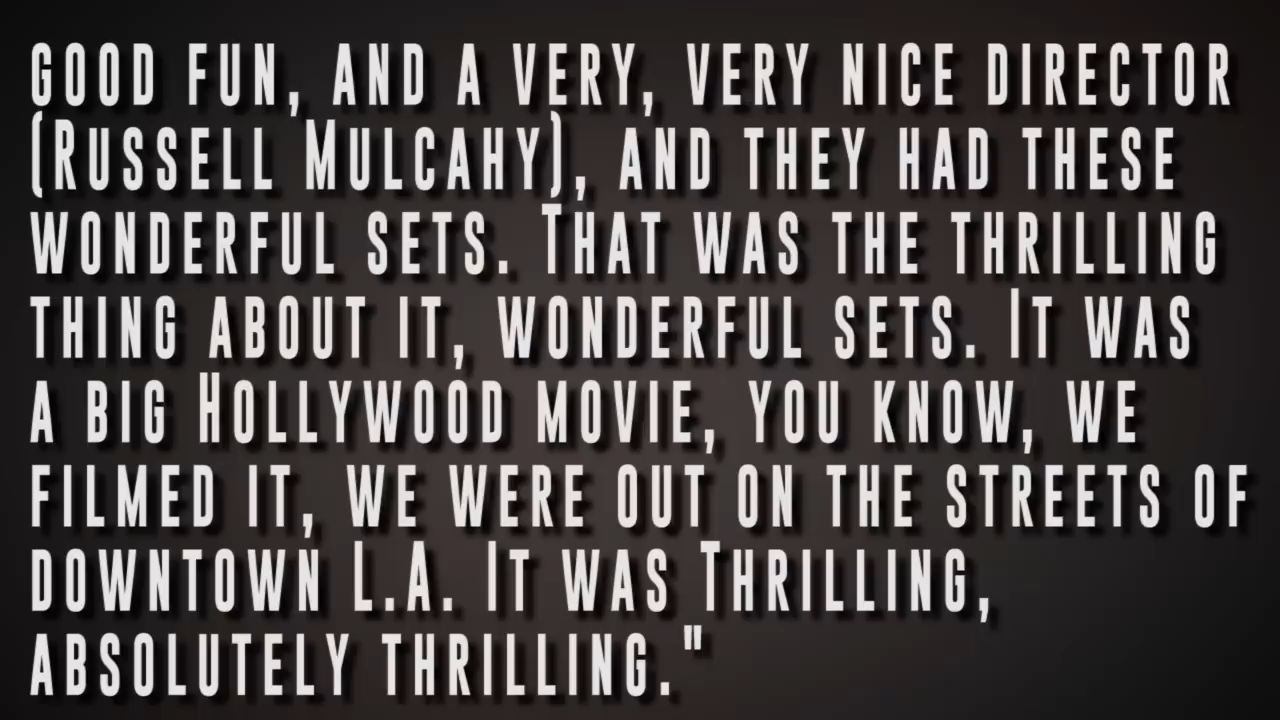 good fun, and a very, very nice director
(Russell Mulcahy), and they had these
wonderful sets. That was the thrilling
thing about it, wonderful sets. It was
a big Hollywood movie, you know, we
filmed it, we were out on the streets of
downtown L.A. It was Thrilling,
absolutely thrilling."